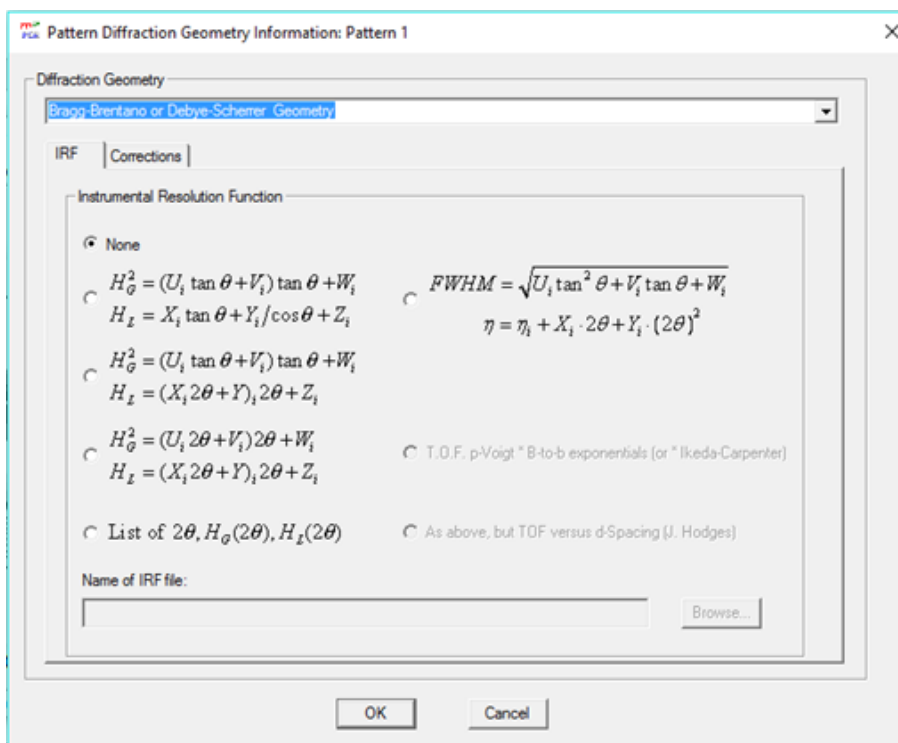 Pattern Diffraction Geometry Information: Pattern 1
Diffraction Geometry
Bragg-Brentano or Debye-Scherrer Geometry
IRF
Corrections
Instrumental Resolution Function
None
H_G^2 = (U_i tan θ + V_i) tan θ + W_i
H_L = X_i tan θ + Y_i / cos θ + Z_i
FWHM = √(U_i tan² θ + V_i tan θ + W_i)
η = η_i + X_i · 2θ + Y_i · (2θ)²
H_G^2 = (U_i tan θ + V_i) tan θ + W_i
H_L = (X_i 2θ + Y)_i 2θ + Z_i
H_G^2 = (U_i 2θ + V_i) 2θ + W_i
H_L = (X_i 2θ + Y)_i 2θ + Z_i
T.O.F. p-Voigt * B-to-b exponentials (or * Ikeda-Carpenter)
List of 2θ, H_G(2θ), H_L(2θ)
As above, but TOF versus d-Spacing (J. Hodges)
Name of IRF file:
Browse...
OK
Cancel